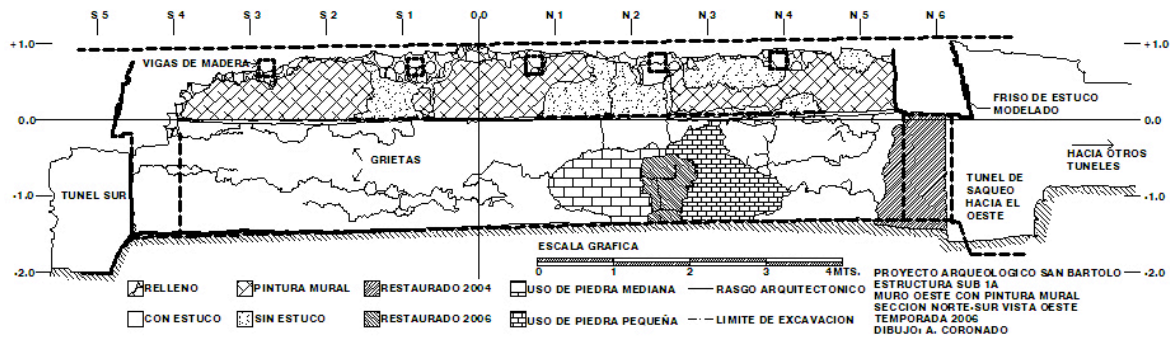 S 5 S 4 S 3 S 2 S 1 0.0 N 1 N 2 N 3 N 4 N 5 N 6
+1.0
+1.0
VIGAS DE MADERA
FRISO DE ESTUCO
MODELADO
0.0
0.0
GRIETAS
HACIA OTROS
TUNELES
TUNEL SUR
TUNEL DE
SAQUEO
HACIA EL
OESTE
-1.0
-1.0
ESCALA GRAFICA
0 1 2 3 4 MTS.
-2.0
-2.0
RELLENO PINTURA MURAL RESTAURADO 2004 USO DE PIEDRA MEDIANA RASGO ARQUITECTONICO
CON ESTUCO SIN ESTUCO RESTAURADO 2006 USO DE PIEDRA PEQUEÑA LIMITE DE EXCAVACION
PROYECTO ARQUEOLOGICO SAN BARTOLO
ESTRUCTURA SUB 1A
MURO OESTE CON PINTURA MURAL
SECCION NORTE-SUR VISTA OESTE
TEMPORADA 2006
DIBUJO: A. CORONADO